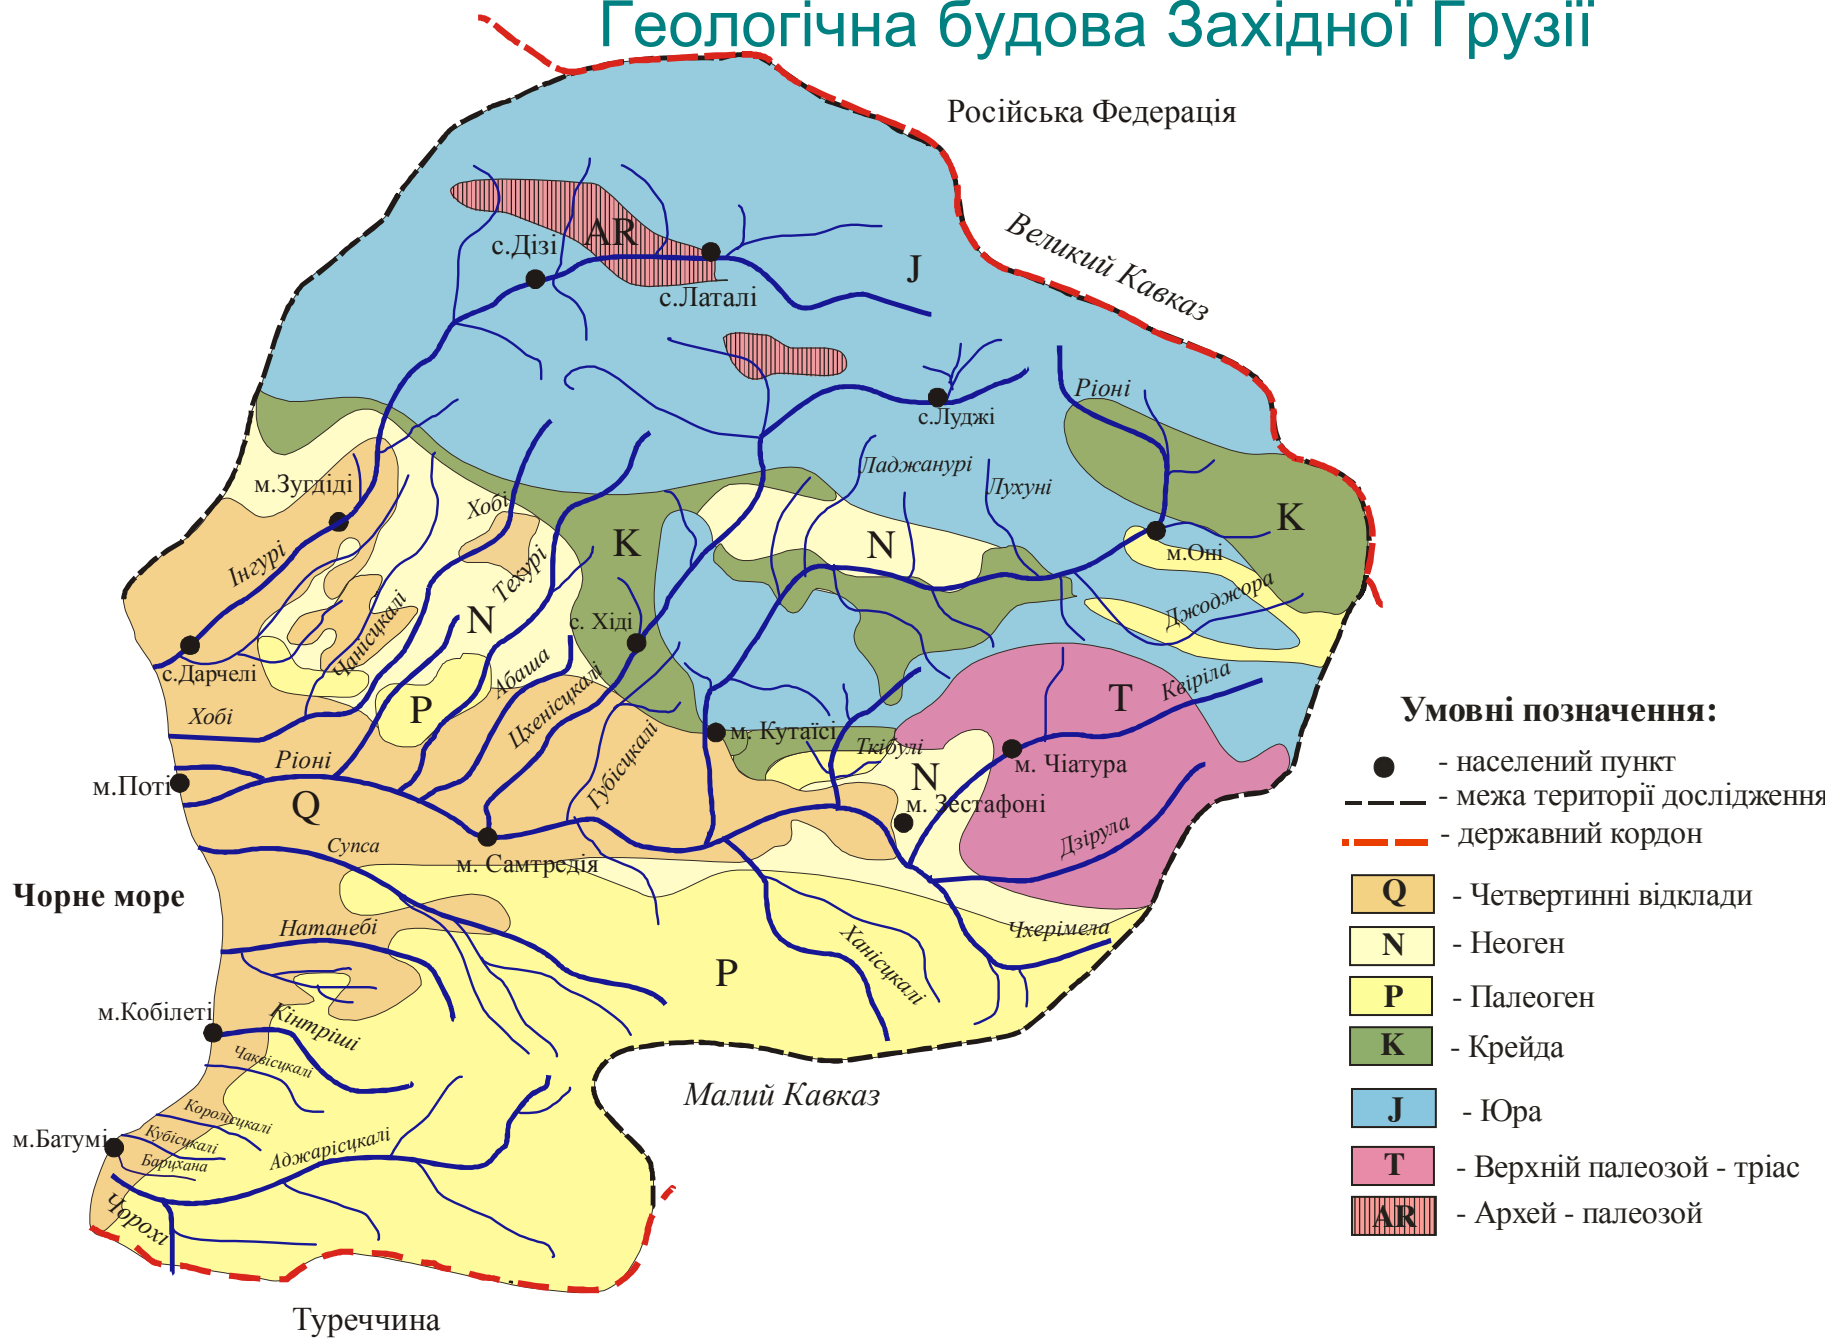 Геологічна будова Західної Грузії
Російська Федерація
Великий Кавказ
AR
с.Дізі
J
с.Латалі
Ріоні
с.Луджі
Ладжанурі
Лухуні
м.Зугдіді
Хобі
K
K
N
м.Оні
Інгурі
Техурі
Джоджора
Чанісцкалі
N
с. Хіді
с.Дарчелі
Абаша
Квіріла
T
P
Цхенісцкалі
Хобі
м. Кутаїсі
Ткібулі
Губісцкалі
Ріоні
м. Чіатура
N
м.Поті
Q
м. Зестафоні
Дзірула
Супса
м. Самтредія
Чорне море
Натанебі
Чхерімела
Ханісцкалі
P
м.Кобілеті
Кінтріші
Чаквісцкалі
Малий Кавказ
Королісцкалі
м.Батумі
Кубісцкалі
Барцхана
Аджарісцкалі
Чорохі
Туреччина
Умовні позначення:
- населений пункт
- межа території дослідження
- державний кордон
Q - Четвертинні відклади
N - Неоген
P - Палеоген
K - Крейда
J - Юра
T - Верхній палеозой - тріас
AR - Архей - палеозой